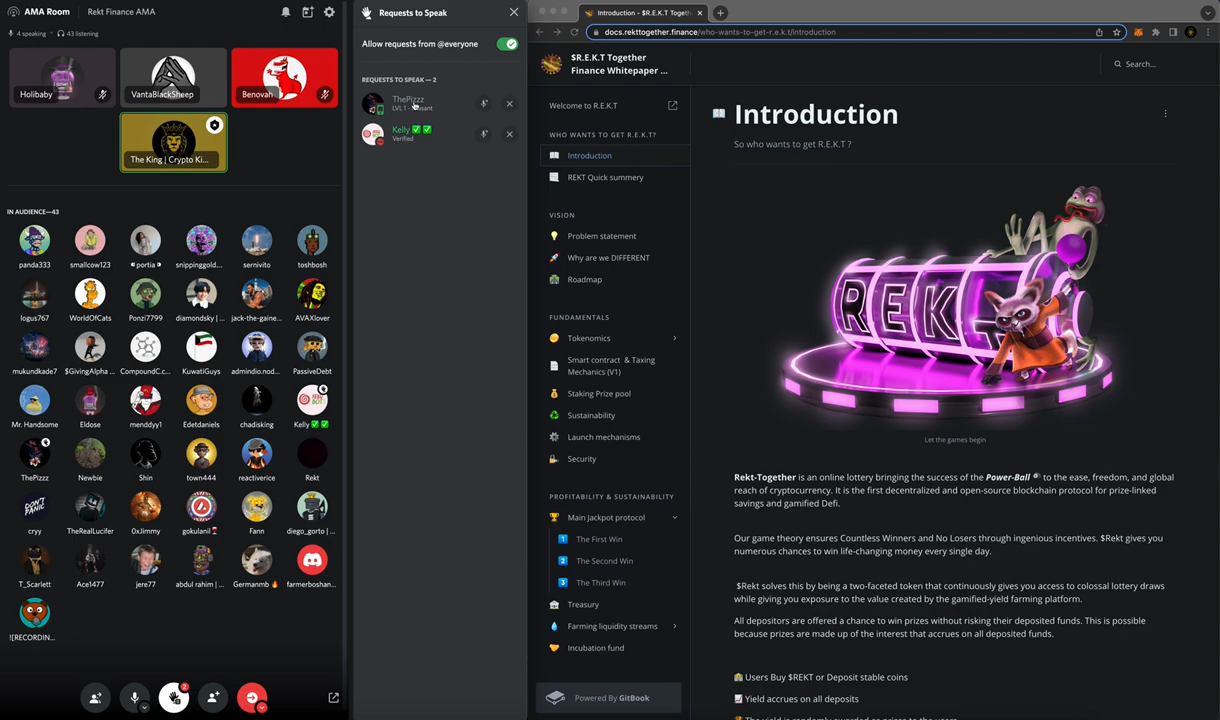 AMA Room
Rekt Finance AMA
4 speaking
43 listening
Holibaby
VantaBlackSheep
Benovah
The King | Crypto Ki...
IN AUDIENCE—43
panda333
smallcow123
portia
snippinggold...
sernivito
toshbosh
logus767
WorldOfCats
Ponzi7799
diamondsky | ...
jack-the-gaine...
AVAXlover
mukundkade7
$GivingAlpha ...
CompoundC.c...
KuwatiGuys
admindio.nod...
PassiveDebt
Mr. Handsome
Eldose
menddyy1
Edetdaniels
chadisking
Kelly ✅ ✅
ThePizzz
Newbie
Shin
town444
reactiverice
Rekt
DON'T PANIC
cryy
TheRealLucifer
0xJimmy
gokulanil
Fann
diego_gorto | ...
T_Scarlett
Ace1477
jere77
abdul rahim | ...
Germanmb 🔥
farmerboshan...
![RECORDIN...
2
Requests to Speak
Allow requests from @everyone
REQUESTS TO SPEAK — 2
ThePizzz
Kelly ✅ ✅
Verified
Introduction - $R.E.K.T Togeth
docs.rekttogether.finance/who-wants-to-get-r.e.k.t/introduction
$R.E.K.T Together
Finance Whitepaper ...
Search...
Welcome to R.E.K.T
WHO WANTS TO GET R.E.K.T?
Introduction
REKT Quick summery
VISION
Problem statement
Why are we DIFFERENT
Roadmap
FUNDAMENTALS
Tokenomics
Smart contract & Taxing
Mechanics (V1)
Staking Prize pool
Sustainability
Launch mechanisms
Security
PROFITABILITY & SUSTAINABILITY
Main Jackpot protocol
1 The First Win
2 The Second Win
3 The Third Win
Treasury
Farming liquidity streams
Incubation fund
Powered By GitBook
Introduction
So who wants to get R.E.K.T ?
REK
Let the games begin
Rekt-Together is an online lottery bringing the success of the Power-Ball to the ease, freedom, and global
reach of cryptocurrency. It is the first decentralized and open-source blockchain protocol for prize-linked
savings and gamified Defi.
Our game theory ensures Countless Winners and No Losers through ingenious incentives. $Rekt gives you
numerous chances to win life-changing money every single day.
$Rekt solves this by being a two-faceted token that continuously gives you access to colossal lottery draws
while giving you exposure to the value created by the gamified-yield farming platform.
All depositors are offered a chance to win prizes without risking their deposited funds. This is possible
because prizes are made up of the interest that accrues on all deposited funds.
Users Buy $REKT or Deposit stable coins
Yield accrues on all deposits